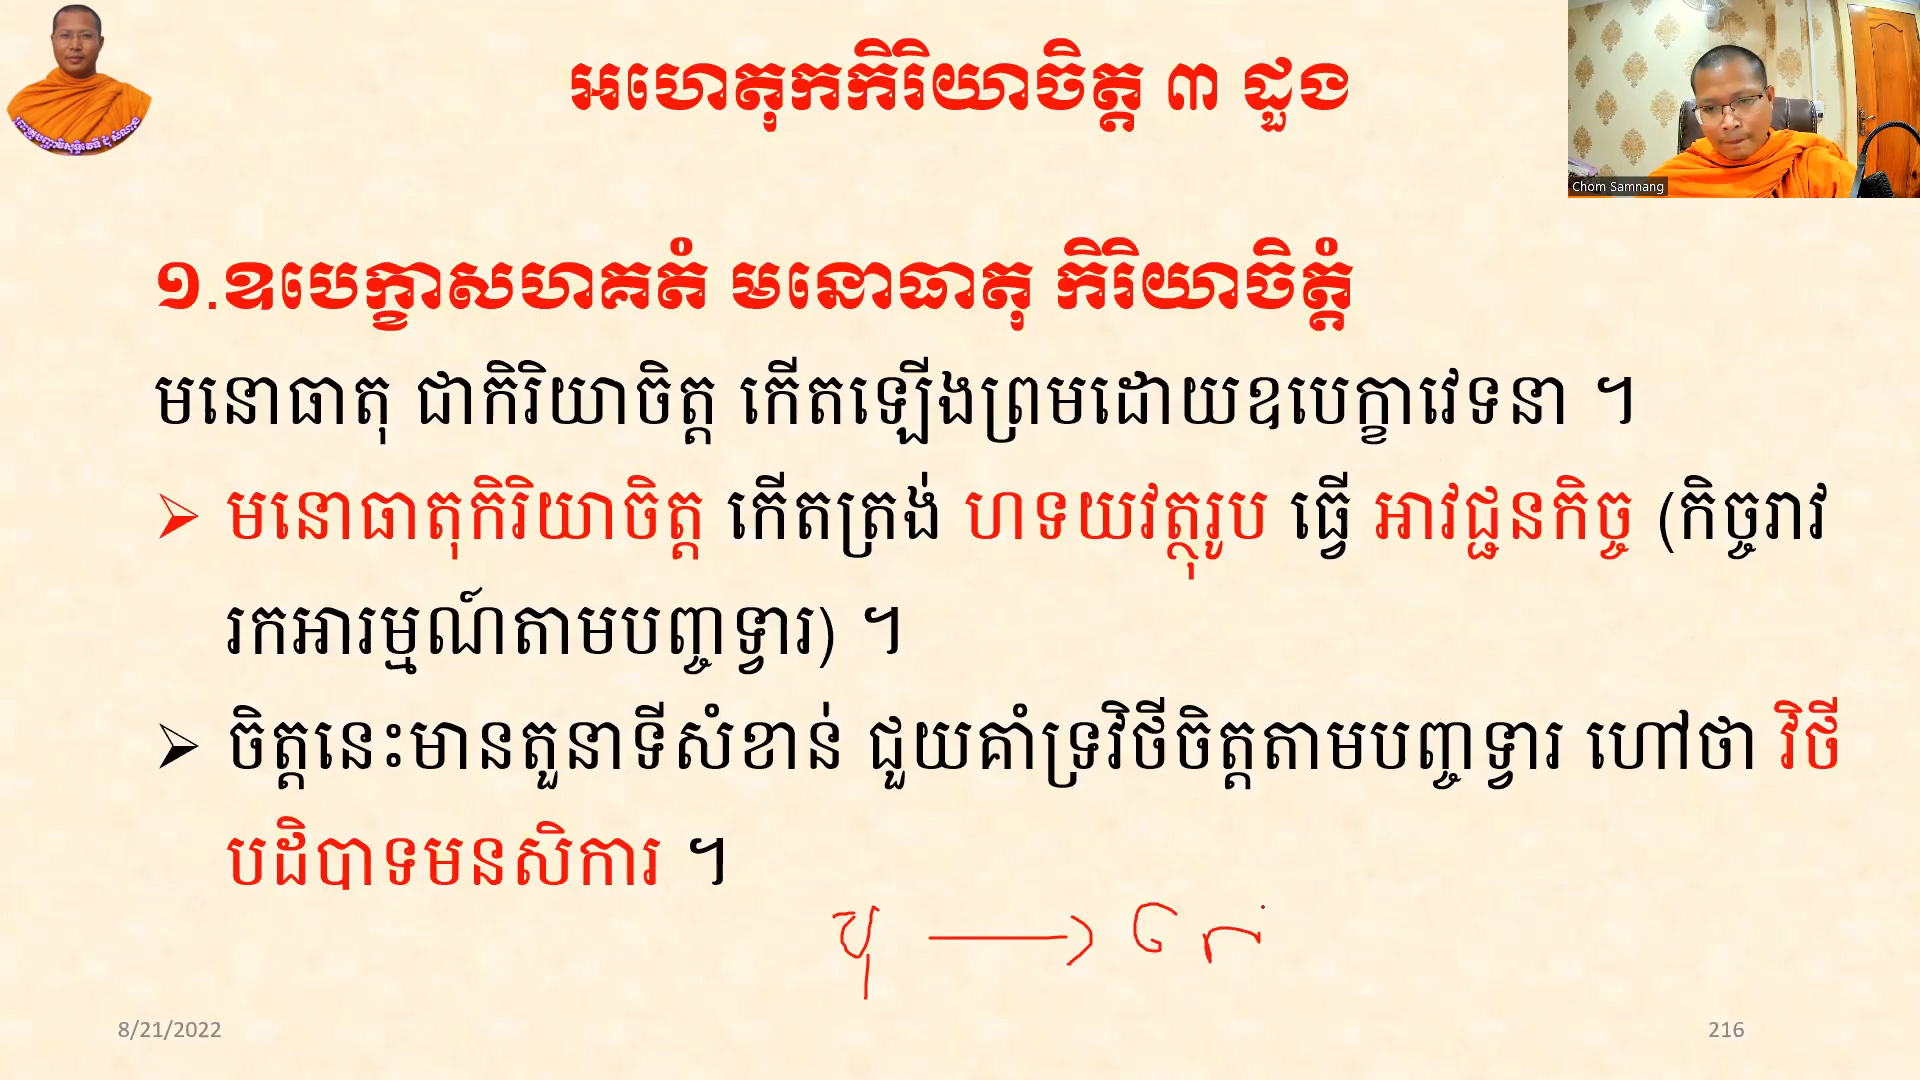 អហេតុកកិរិយាចិត្ត ៣ ដួង
Chom Samnang
១.ឧបេក្ខាសហគតំ មនោធាតុ កិរិយាចិត្តំ
មនោធាតុ ជាកិរិយាចិត្ត កើតឡើងព្រមដោយឧបេក្ខាវេទនា ។
មនោធាតុកិរិយាចិត្ត កើតត្រង់ ហទយវត្ថុរូប ធ្វើ អាវជ្ជនកិច្ច (កិច្ចរាវ
រកអារម្មណ៍តាមបញ្ចទ្វារ) ។
ចិត្តនេះមានតួនាទីសំខាន់ ជួយគាំទ្រវិថីចិត្តតាមបញ្ចទ្វារ ហៅថា វិថី
បដិបាទមនសិការ ។
8/21/2022
216